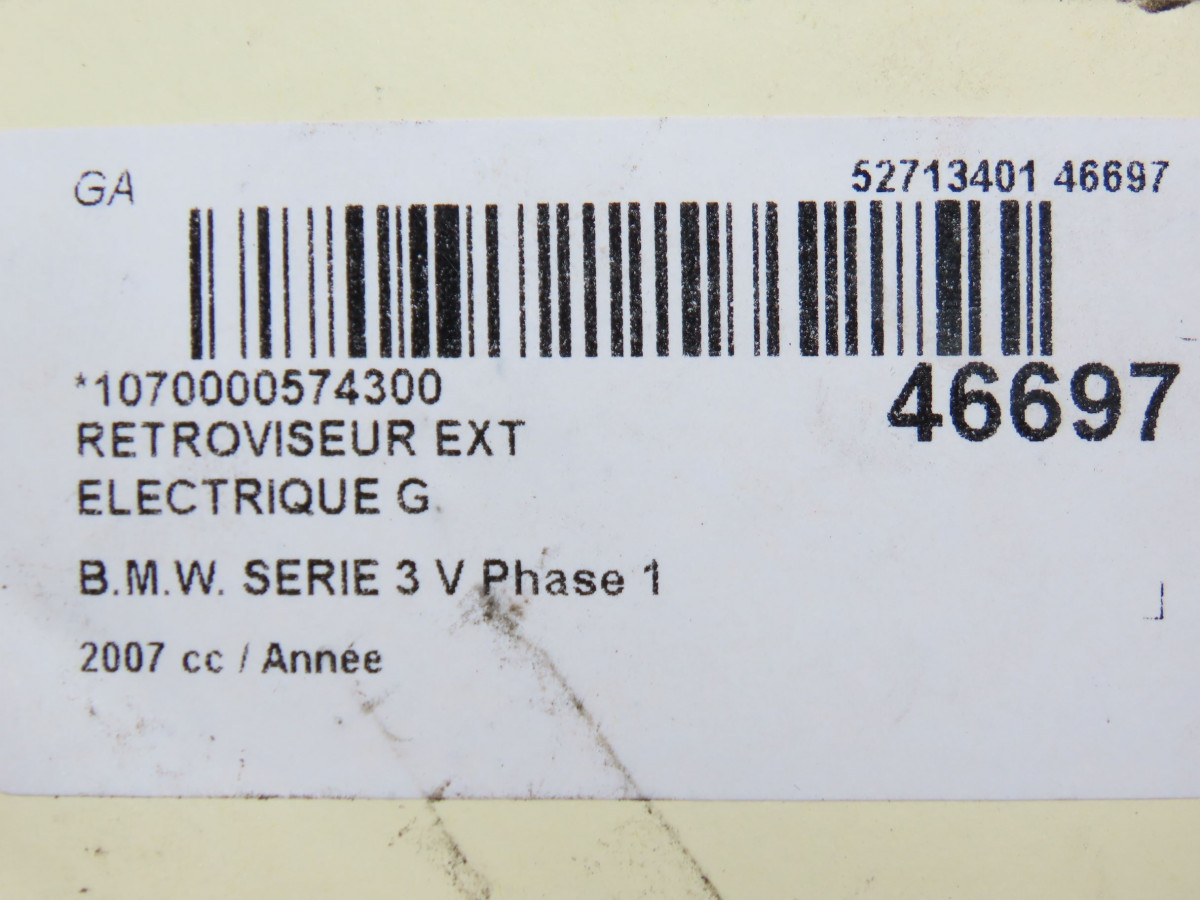 GA 52713401 46697
*1070000574300 46697
RETROVISEUR EXT
ELECTRIQUE G.
B.M.W. SERIE 3 V Phase 1
2007 cc / Année